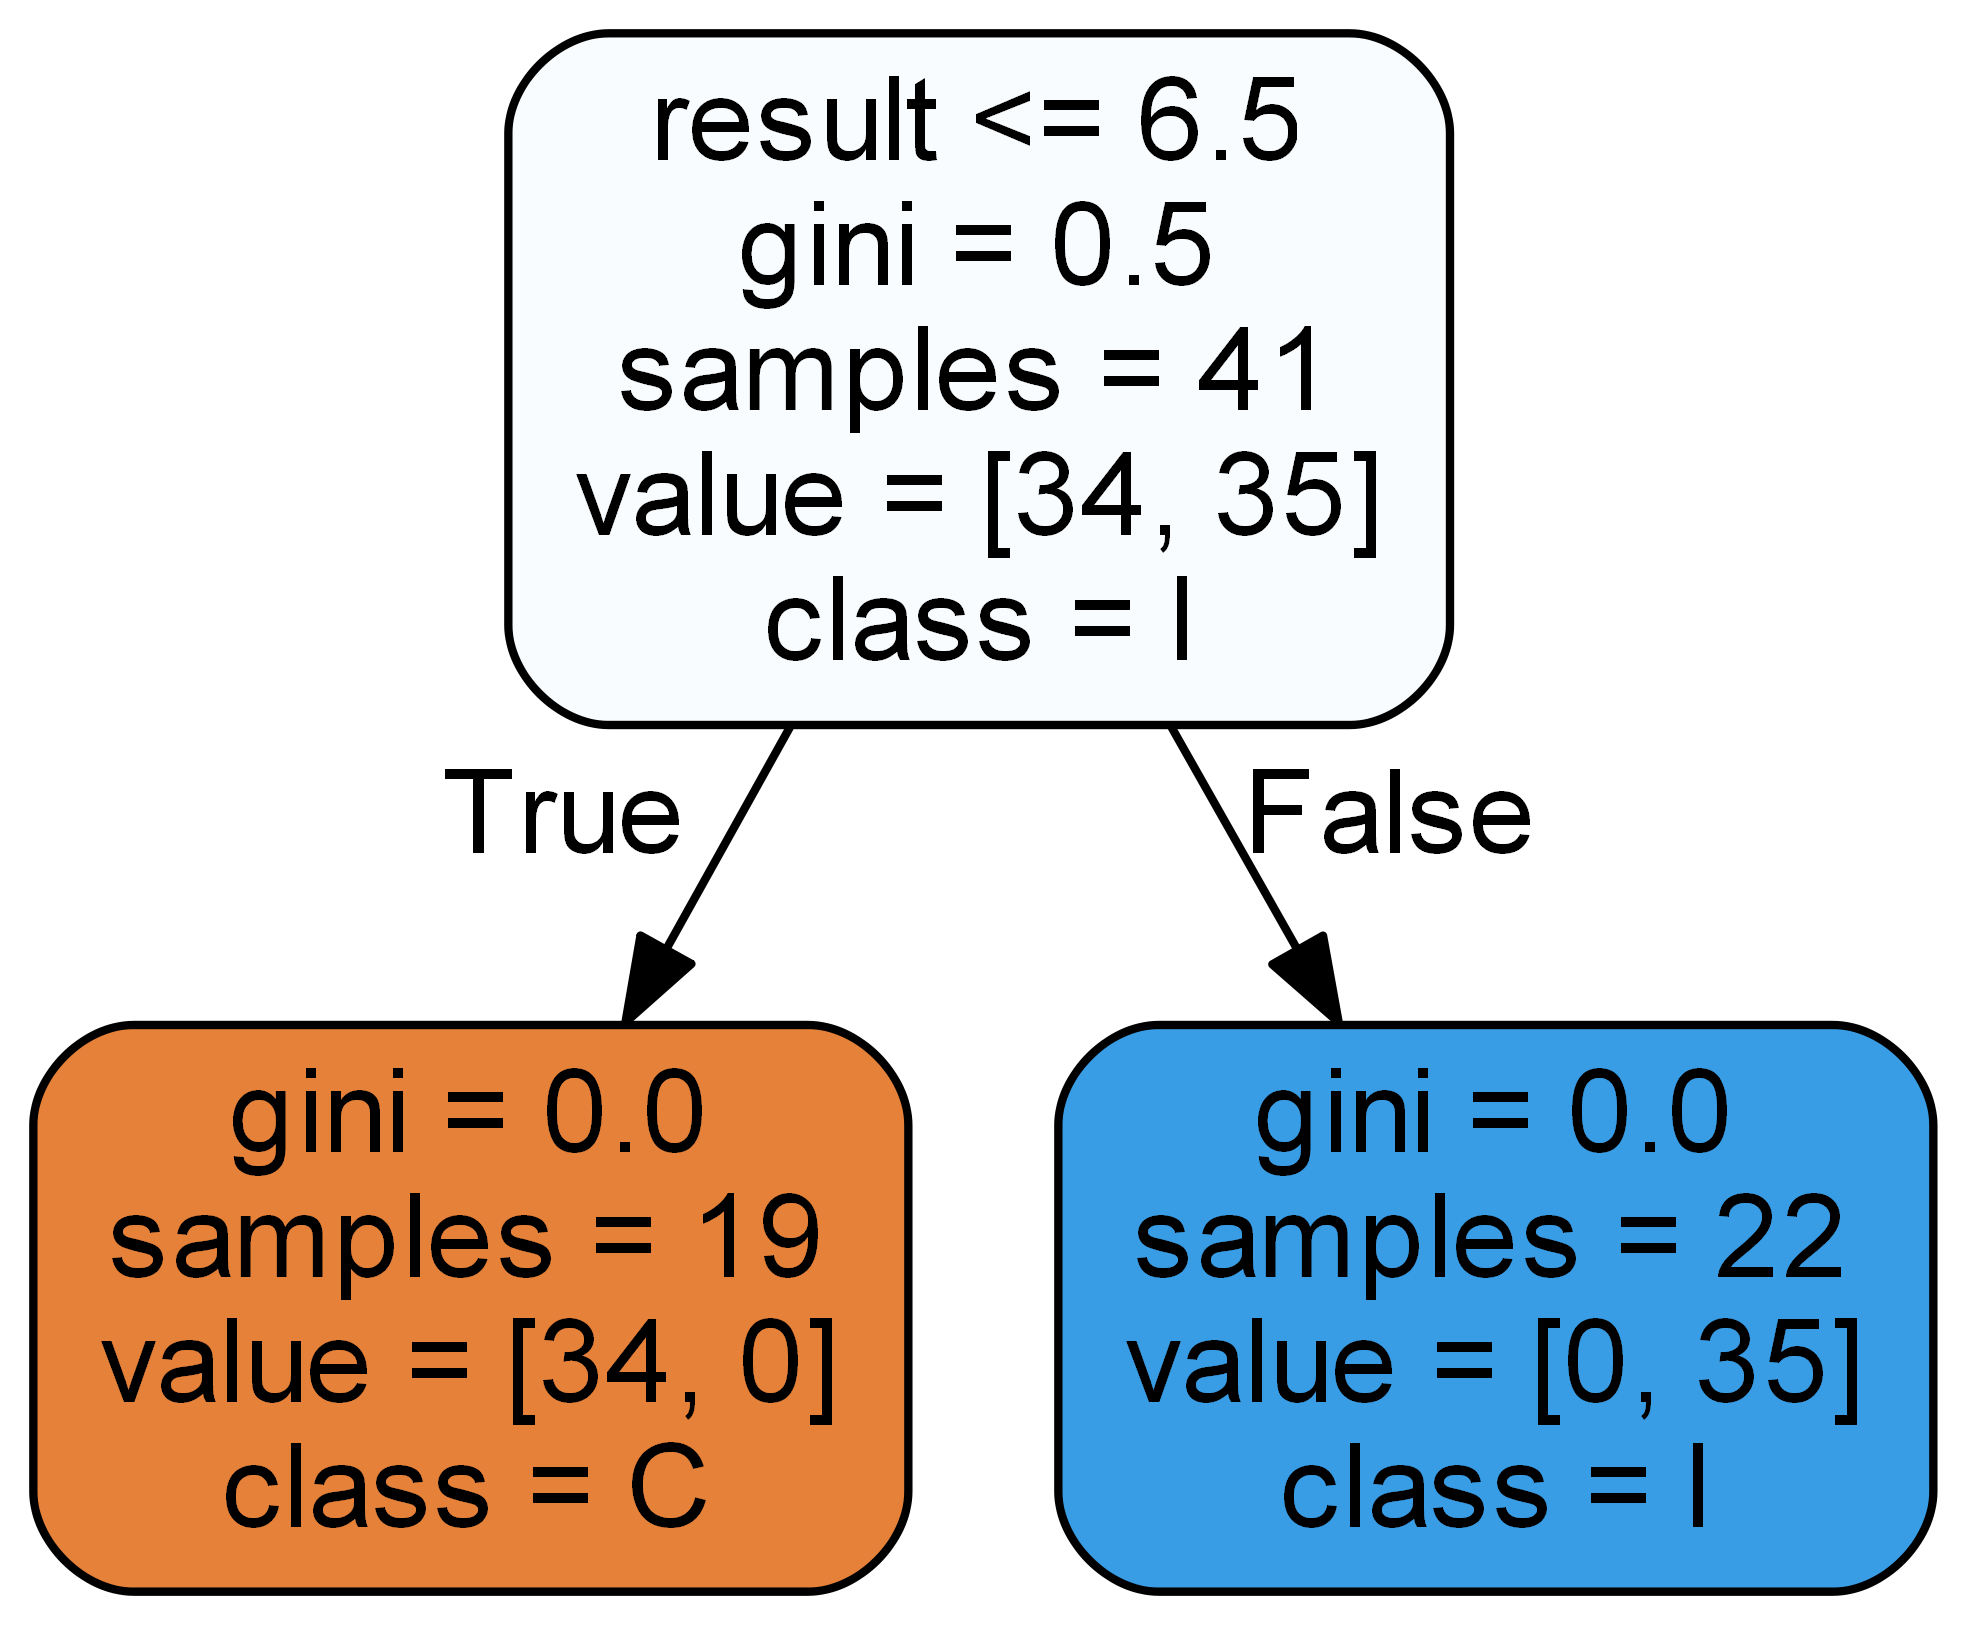 result <= 6.5
gini = 0.5
samples = 41
value = [34, 35]
class = I
True
False
gini = 0.0
samples = 19
value = [34, 0]
class = C
gini = 0.0
samples = 22
value = [0, 35]
class = I